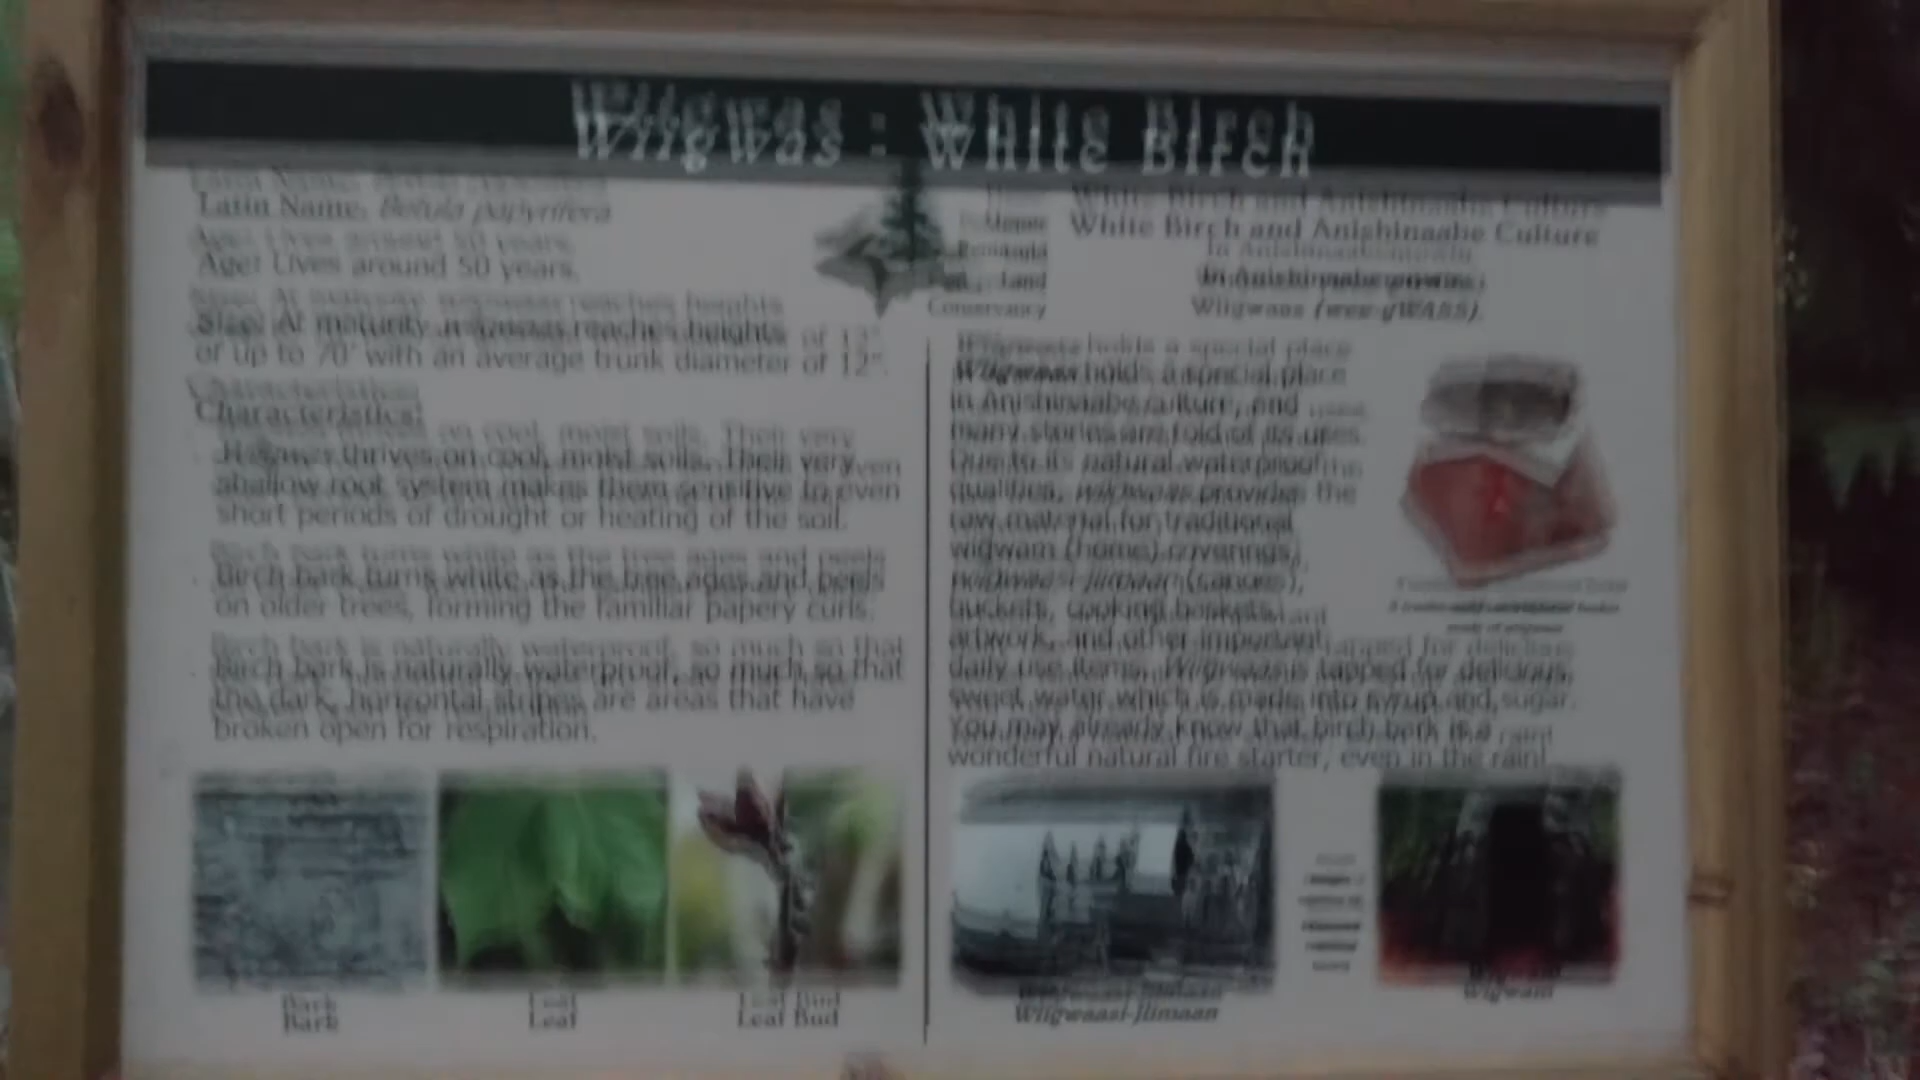 Wiigwas : White Birch
Latin Name: Betula papyrifera
Age: Lives around 50 years.
Size: At maturity wiigwaas reaches heights
of up to 70' with an average trunk diameter of 12".
Characteristics:
Wiigwaas thrives on cool, moist soils. Their very
shallow root system makes them sensitive to even
short periods of drought or heating of the soil.
Birch bark turns white as the tree ages and peels
on older trees, forming the familiar papery curls.
Birch bark is naturally waterproof, so much so that
the dark, horizontal stripes are areas that have
broken open for respiration.
Bark
Leaf
Leaf Bud
Land
Conservancy
White Birch and Anishinaabe Culture
In Anishinaabemowin:
Wiigwaas (wee-gWASS).
Wiigwaas holds a special place
in Anishinaabe culture, and
many stories are told of its uses.
Due to its natural waterproof
qualities, wiigwaas provides the
raw material for traditional
wigwam (home) coverings,
wiigwaasi-jiimaan (canoes),
buckets, cooking baskets,
artwork, and other important
daily use items. Wiigwaas is tapped for delicious,
sweet water which is made into syrup and sugar.
You may already know that birch bark is a
wonderful natural fire starter, even in the rain!
Wiigwaasi-Jiimaan
Wigwam